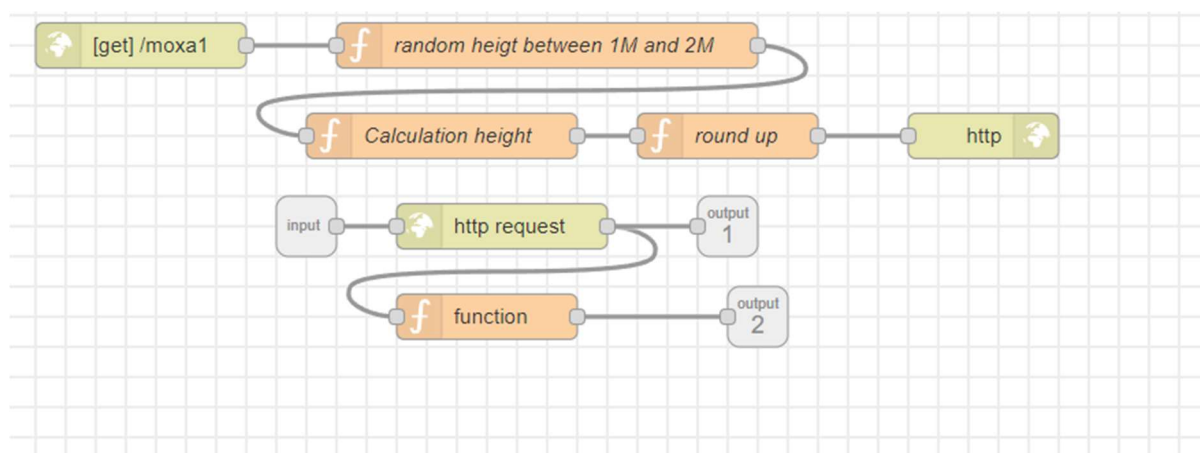 [get] /moxa1
random heigt between 1M and 2M
Calculation height
round up
http
input
http request
output
1
function
output
2